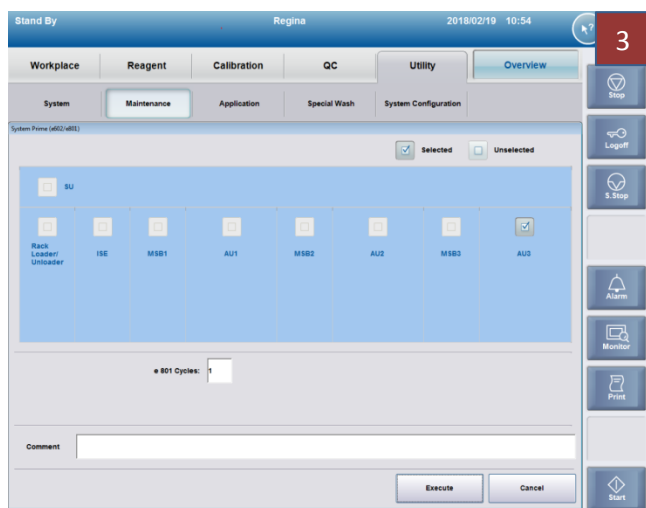 Stand By Regina 2018/02/19 10:54
3
Workplace Reagent Calibration QC Utility Overview
System Maintenance Application Special Wash System Configuration
System Prime (e602/e801)
Selected Unselected
SU
Rack Loader/ Unloader ISE MSB1 AU1 MSB2 AU2 MSB3 AU3
e 801 Cycles: 1
Comment
Execute Cancel
Stop
Logoff
S.Stop
Alarm
Monitor
Print
Start